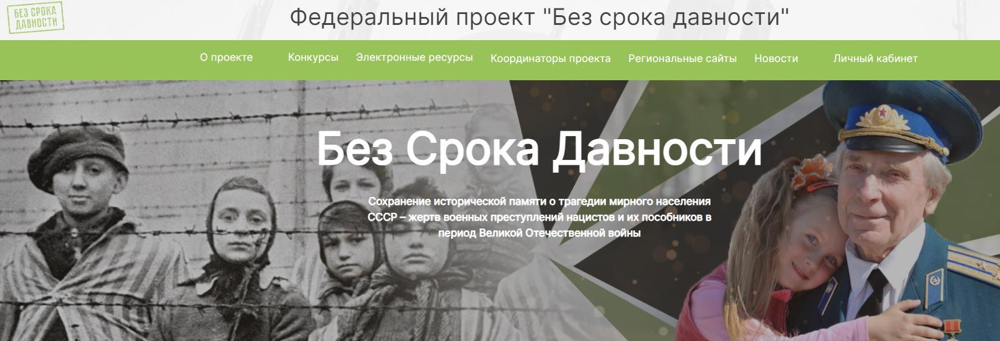 БЕЗ СРОКА
ДАВНОСТИ
Федеральный проект "Без срока давности"
О проекте Конкурсы Электронные ресурсы Координаторы проекта Региональные сайты Новости Личный кабинет
Без Срока Давности
Сохранение исторической памяти о трагедии мирного населения
СССР – жертв военных преступлений нацистов и их пособников в
период Великой Отечественной войны